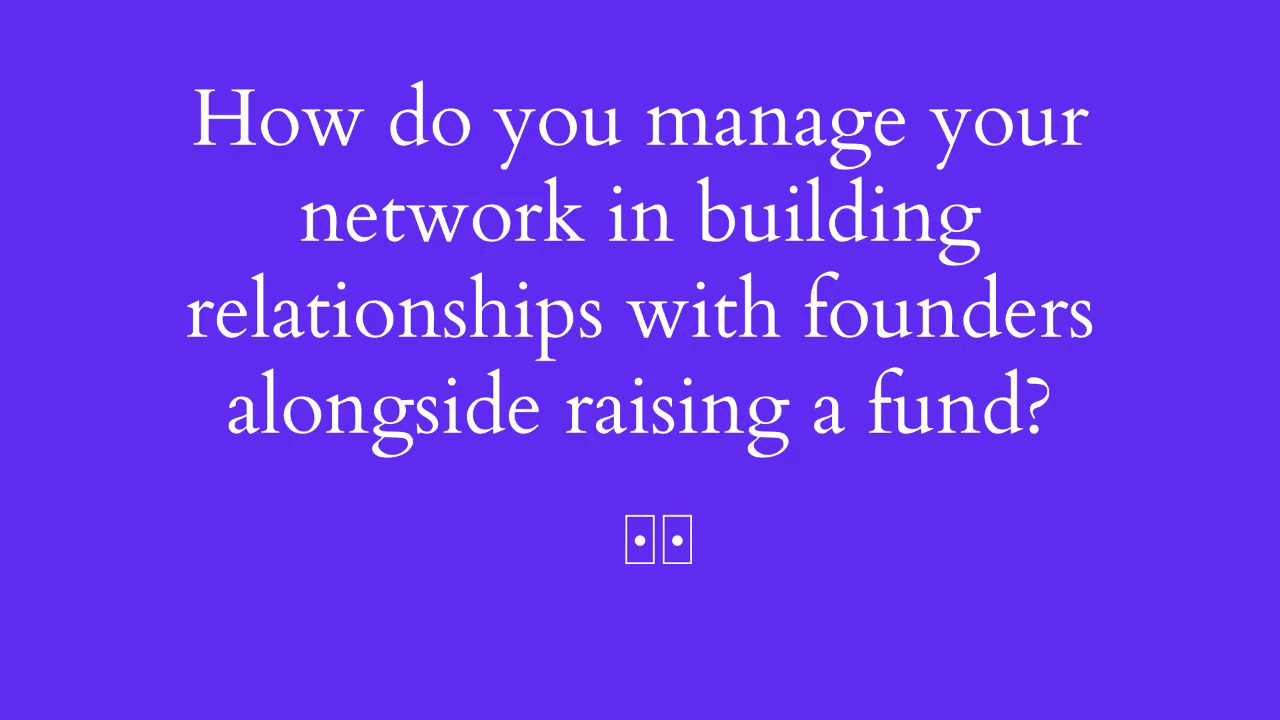 How do you manage your
network in building
relationships with founders
alongside raising a fund?